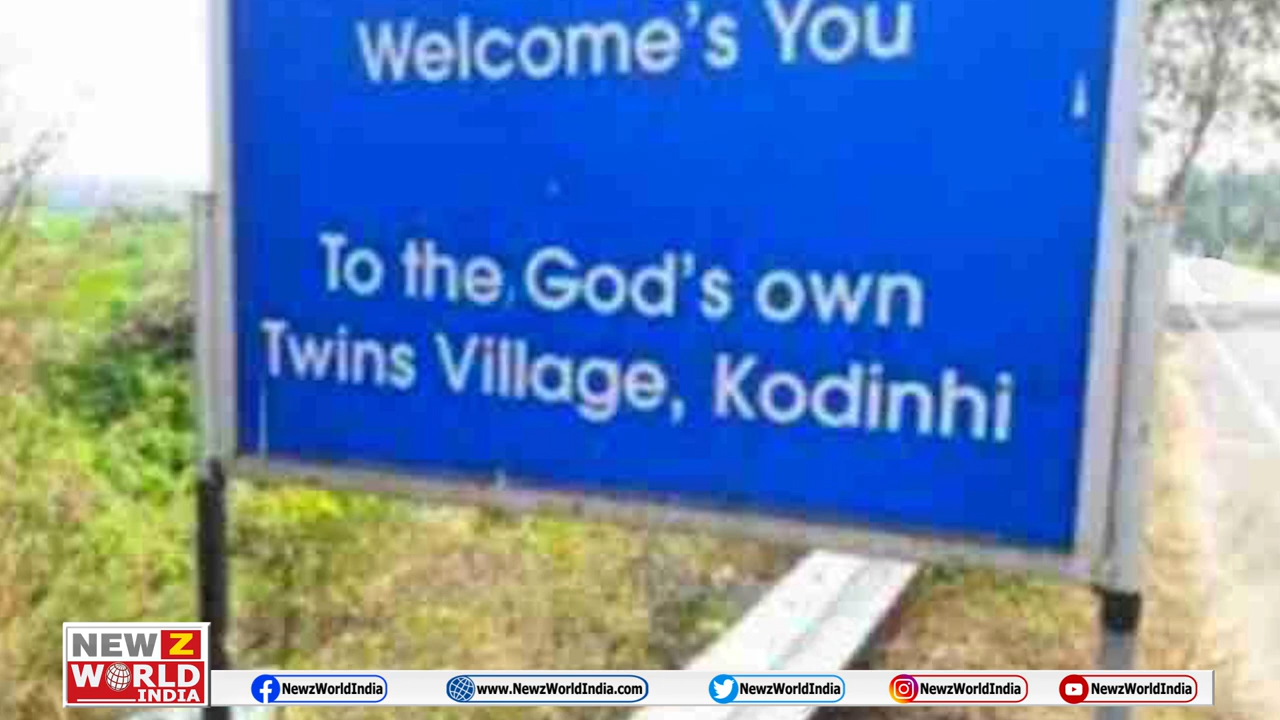 Welcome's You
To the God's own
Twins Village, Kodinhi
NEWZ
WORLD
INDIA
NewzWorldIndia
www.NewzWorldIndia.com
NewzWorldIndia
NewzWorldIndia
NewzWorldIndia